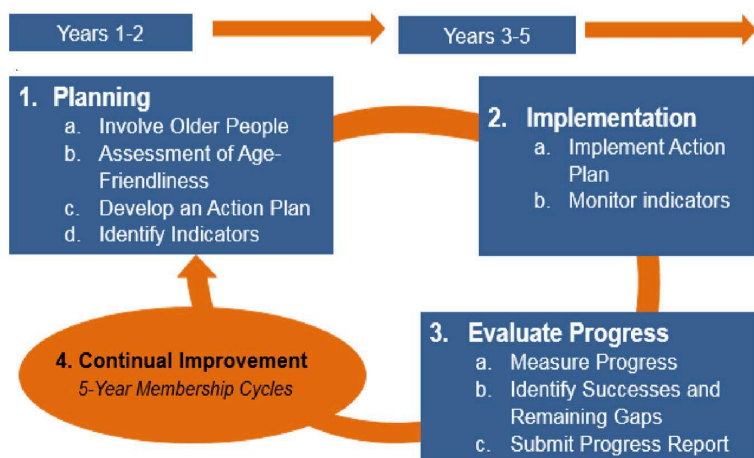 Years 1-2
Years 3-5
1. Planning
a. Involve Older People
b. Assessment of Age-
Friendliness
c. Develop an Action Plan
d. Identify Indicators
2. Implementation
a. Implement Action
Plan
b. Monitor indicators
3. Evaluate Progress
a. Measure Progress
b. Identify Successes and
Remaining Gaps
c. Submit Progress Report
4. Continual Improvement
5-Year Membership Cycles